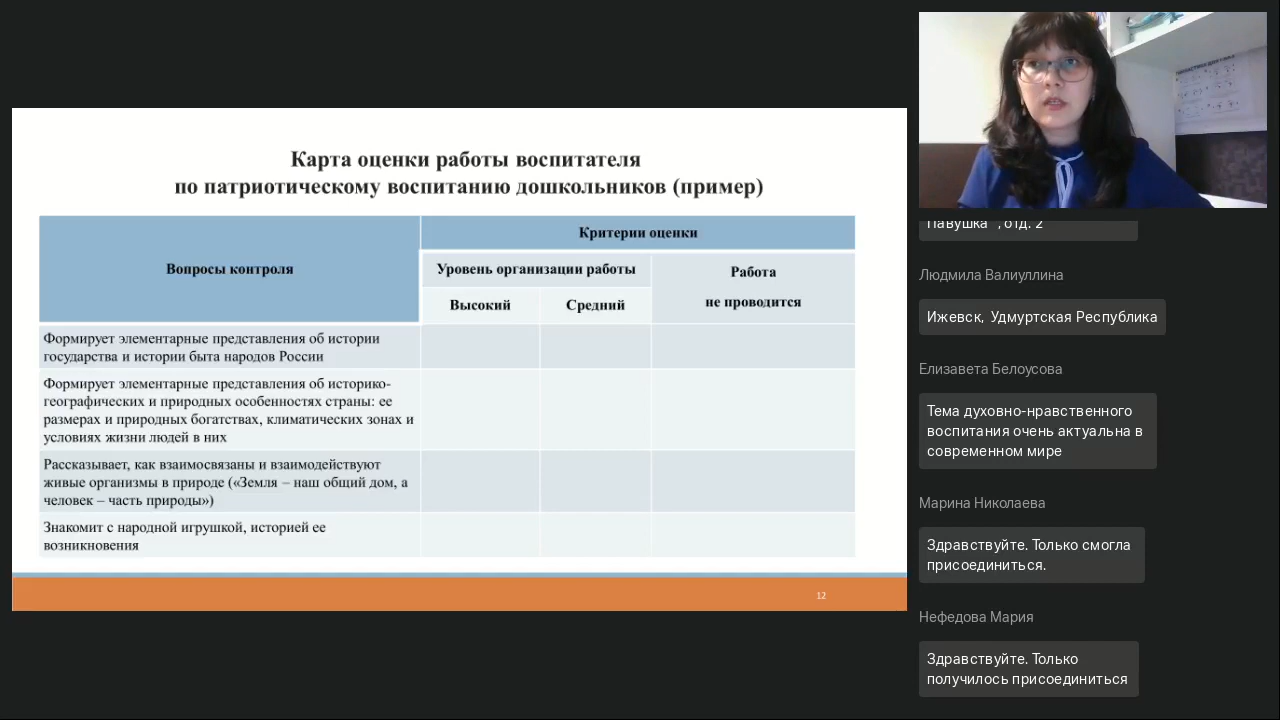 Карта оценки работы воспитателя
по патриотическому воспитанию дошкольников (пример)
Вопросы контроля
Критерии оценки
Уровень организации работы
Работа
не проводится
Высокий
Средний
Формирует элементарные представления об истории
государства и истории быта народов России
Формирует элементарные представления об историко-
географических и природных особенностях страны: ее
размерах и природных богатствах, климатических зонах и
условиях жизни людей в них
Рассказывает, как взаимосвязаны и взаимодействуют
живые организмы в природе («Земля – наш общий дом, а
человек – часть природы»)
Знакомит с народной игрушкой, историей ее
возникновения
12
отд. 2
Людмила Валиуллина
Ижевск, Удмуртская Республика
Елизавета Белоусова
Тема духовно-нравственного
воспитания очень актуальна в
современном мире
Марина Николаева
Здравствуйте. Только смогла
присоединиться.
Нефедова Мария
Здравствуйте. Только
получилось присоединиться